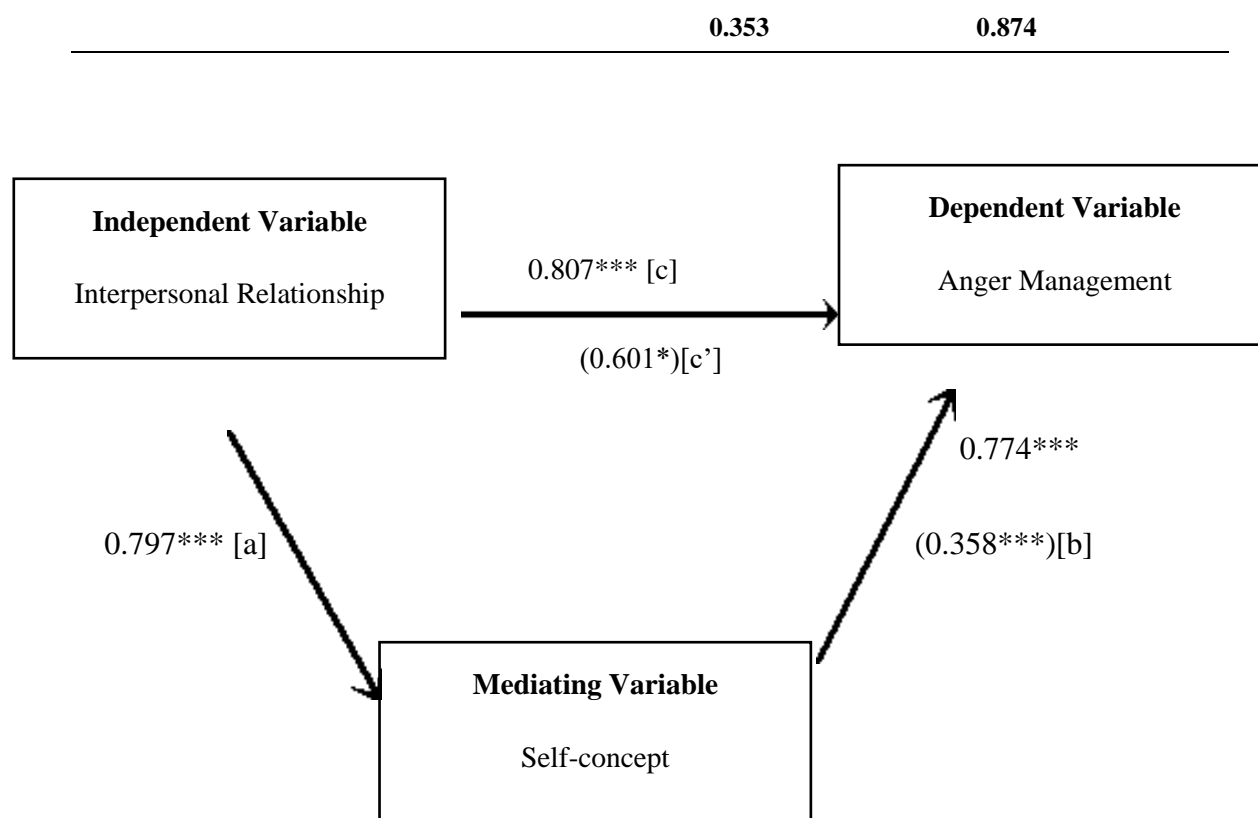 0.353 0.874
Independent Variable
Interpersonal Relationship
Dependent Variable
Anger Management
0.807*** [c]
(0.601*)[c’]
0.774***
(0.358***)[b]
0.797*** [a]
Mediating Variable
Self-concept